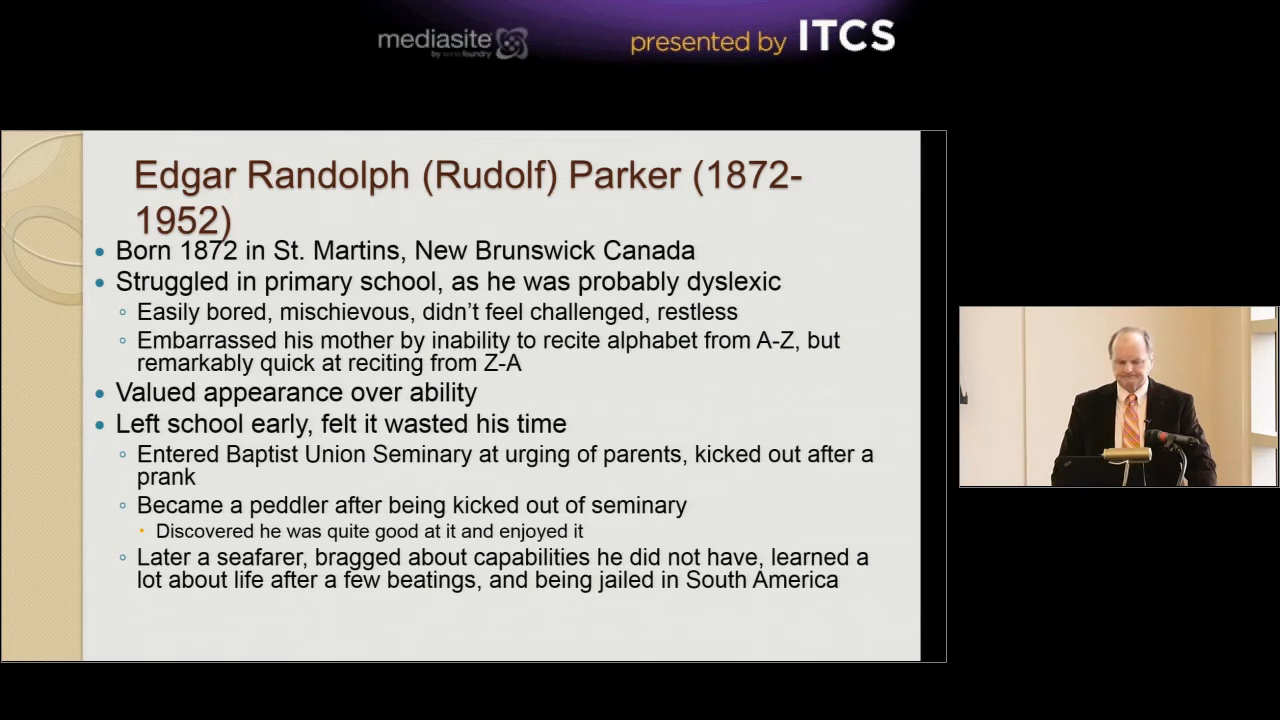 mediasite
by sonicfoundry
presented by ITCS
Edgar Randolph (Rudolf) Parker (1872-
1952)
Born 1872 in St. Martins, New Brunswick Canada
Struggled in primary school, as he was probably dyslexic
Easily bored, mischievous, didn’t feel challenged, restless
Embarrassed his mother by inability to recite alphabet from A-Z, but
remarkably quick at reciting from Z-A
Valued appearance over ability
Left school early, felt it wasted his time
Entered Baptist Union Seminary at urging of parents, kicked out after a
prank
Became a peddler after being kicked out of seminary
Discovered he was quite good at it and enjoyed it
Later a seafarer, bragged about capabilities he did not have, learned a
lot about life after a few beatings, and being jailed in South America